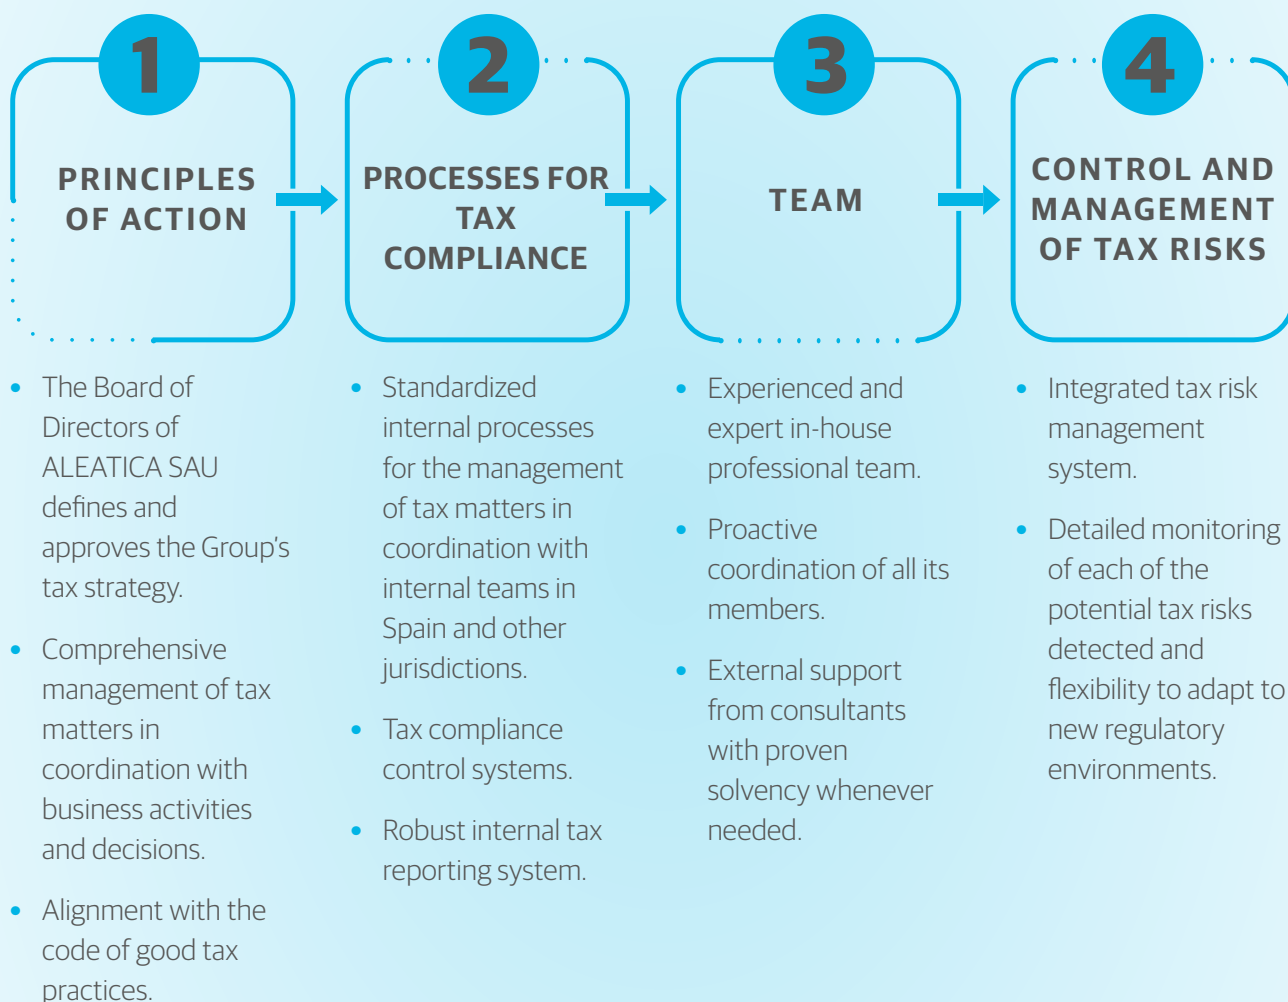 1
PRINCIPLES
OF ACTION
• The Board of
Directors of
ALEATICA SAU
defines and
approves the Group's
tax strategy.
• Comprehensive
management of tax
matters in
coordination with
business activities
and decisions.
• Alignment with the
code of good tax
practices.
2
PROCESSES FOR
TAX
COMPLIANCE
• Standardized
internal processes
for the management
of tax matters in
coordination with
internal teams in
Spain and other
jurisdictions.
• Tax compliance
control systems.
• Robust internal tax
reporting system.
3
TEAM
• Experienced and
expert in-house
professional team.
• Proactive
coordination of all its
members.
• External support
from consultants
with proven
solvency whenever
needed.
4
CONTROL AND
MANAGEMENT
OF TAX RISKS
• Integrated tax risk
management
system.
• Detailed monitoring
of each of the
potential tax risks
detected and
flexibility to adapt to
new regulatory
environments.